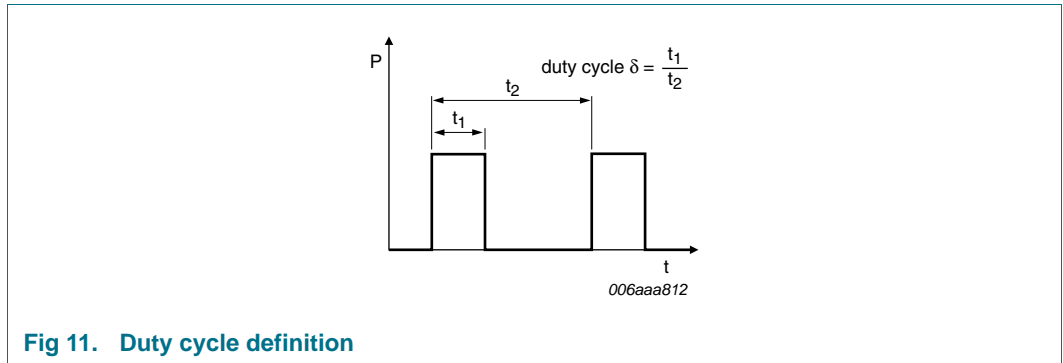 P
duty cycle δ = t1
t2
t2
t1
t
006aaa812
Fig 11. Duty cycle definition